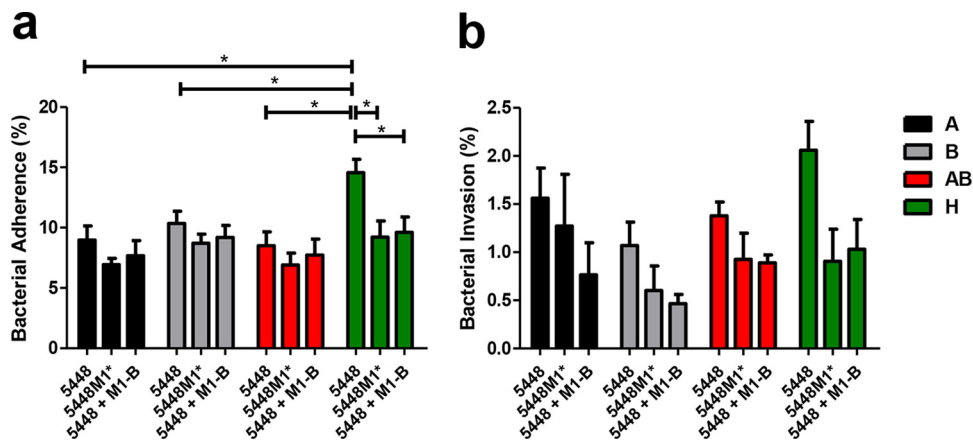 a
*
*
*
*
*
Bacterial Adherence (%)
20
15
10
5
0
5448
5448M1*
5448 + M1-B
5448
5448M1*
5448 + M1-B
5448
5448M1*
5448 + M1-B
5448
5448M1*
5448 + M1-B
b
Bacterial Invasion (%)
2.5
2.0
1.5
1.0
0.5
0.0
5448
5448M1*
5448 + M1-B
5448
5448M1*
5448 + M1-B
5448
5448M1*
5448 + M1-B
5448
5448M1*
5448 + M1-B
A
B
AB
H